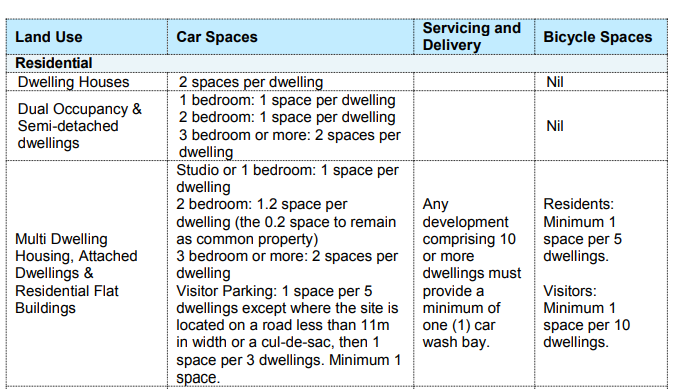 Land Use
Car Spaces
Servicing and
Delivery
Bicycle Spaces
Residential
Dwelling Houses
2 spaces per dwelling
Nil
Dual Occupancy &
Semi-detached
dwellings
1 bedroom: 1 space per dwelling
2 bedroom: 1 space per dwelling
3 bedroom or more: 2 spaces per
dwelling
Nil
Multi Dwelling
Housing, Attached
Dwellings &
Residential Flat
Buildings
Studio or 1 bedroom: 1 space per
dwelling
2 bedroom: 1.2 space per
dwelling (the 0.2 space to remain
as common property)
3 bedroom or more: 2 spaces per
dwelling
Visitor Parking: 1 space per 5
dwellings except where the site is
located on a road less than 11m
in width or a cul-de-sac, then 1
space per 3 dwellings. Minimum 1
space.
Any
development
comprising 10
or more
dwellings must
provide a
minimum of
one (1) car
wash bay.
Residents:
Minimum 1
space per 5
dwellings.
Visitors:
Minimum 1
space per 10
dwellings.